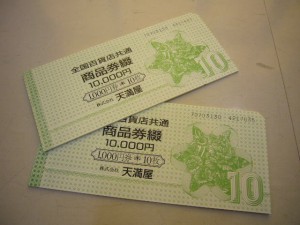 全国百貨店共通
商品券綴
10,000円
1,000円券★10枚
株式会社 天満屋
10
全国百貨店共通
商品券綴
10,000円
1,000円券★10枚
株式会社 天満屋
10